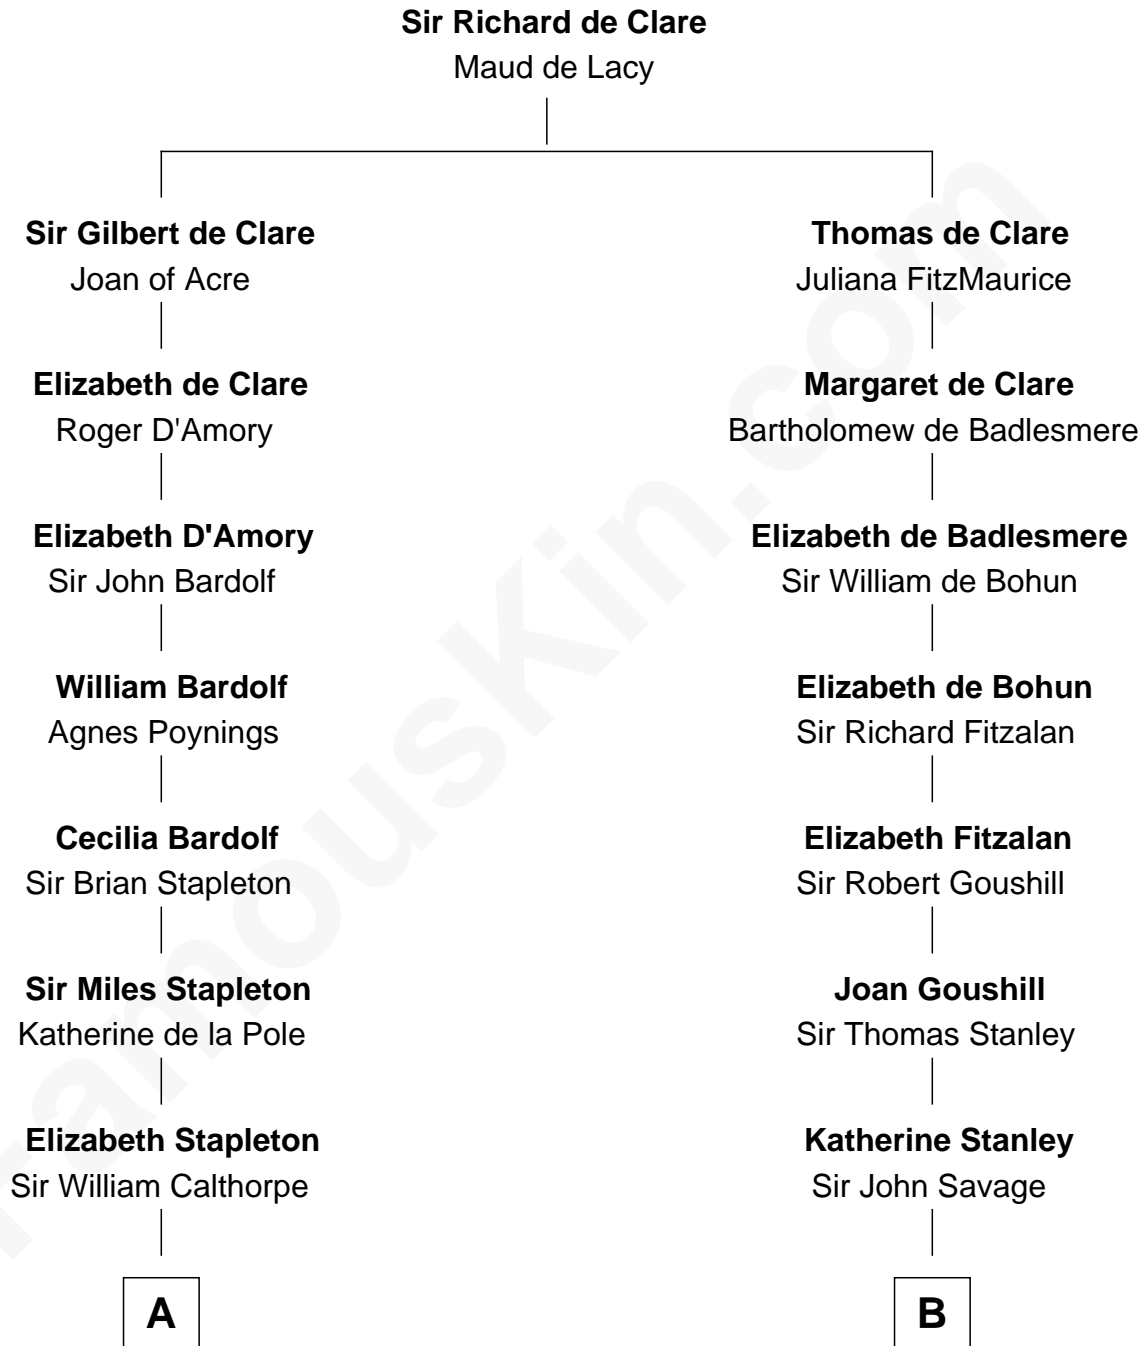 Sir Richard de Clare
Maud de Lacy
Sir Gilbert de Clare
Joan of Acre
Thomas de Clare
Juliana FitzMaurice
Elizabeth de Clare
Roger D'Amory
Margaret de Clare
Bartholomew de Badlesmere
Elizabeth D'Amory
Sir John Bardolf
Elizabeth de Badlesmere
Sir William de Bohun
William Bardolf
Agnes Poynings
Elizabeth de Bohun
Sir Richard Fitzalan
Cecilia Bardolf
Sir Brian Stapleton
Elizabeth Fitzalan
Sir Robert Goushill
Sir Miles Stapleton
Katherine de la Pole
Joan Goushill
Sir Thomas Stanley
Elizabeth Stapleton
Sir William Calthorpe
Katherine Stanley
Sir John Savage
A
B
FamousKin.com